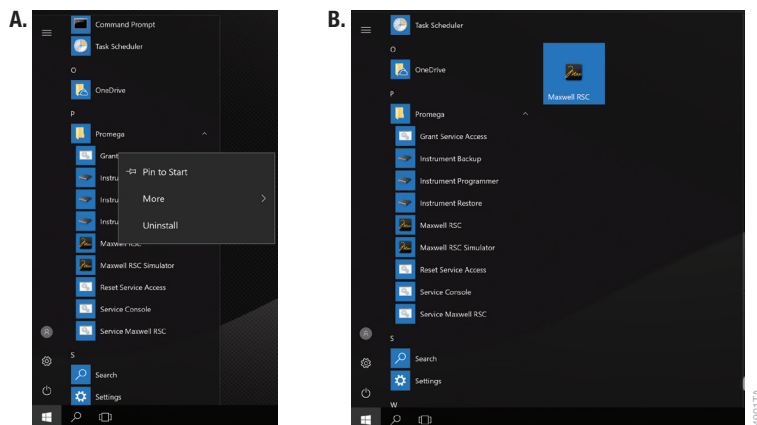 A.
Command Prompt
Task Scheduler
O
OneDrive
P
Promega
Grant
Pin to Start
Instru
More
Instru
Instru
Uninstall
Maxwell RSC
Maxwell RSC Simulator
Reset Service Access
Service Console
Service Maxwell RSC
S
Search
Settings
B.
Task Scheduler
O
OneDrive
P
Maxwell RSC
Promega
Grant Service Access
Instrument Backup
Instrument Programmer
Instrument Restore
Maxwell RSC
Maxwell RSC Simulator
Reset Service Access
Service Console
Service Maxwell RSC
S
Search
Settings
W